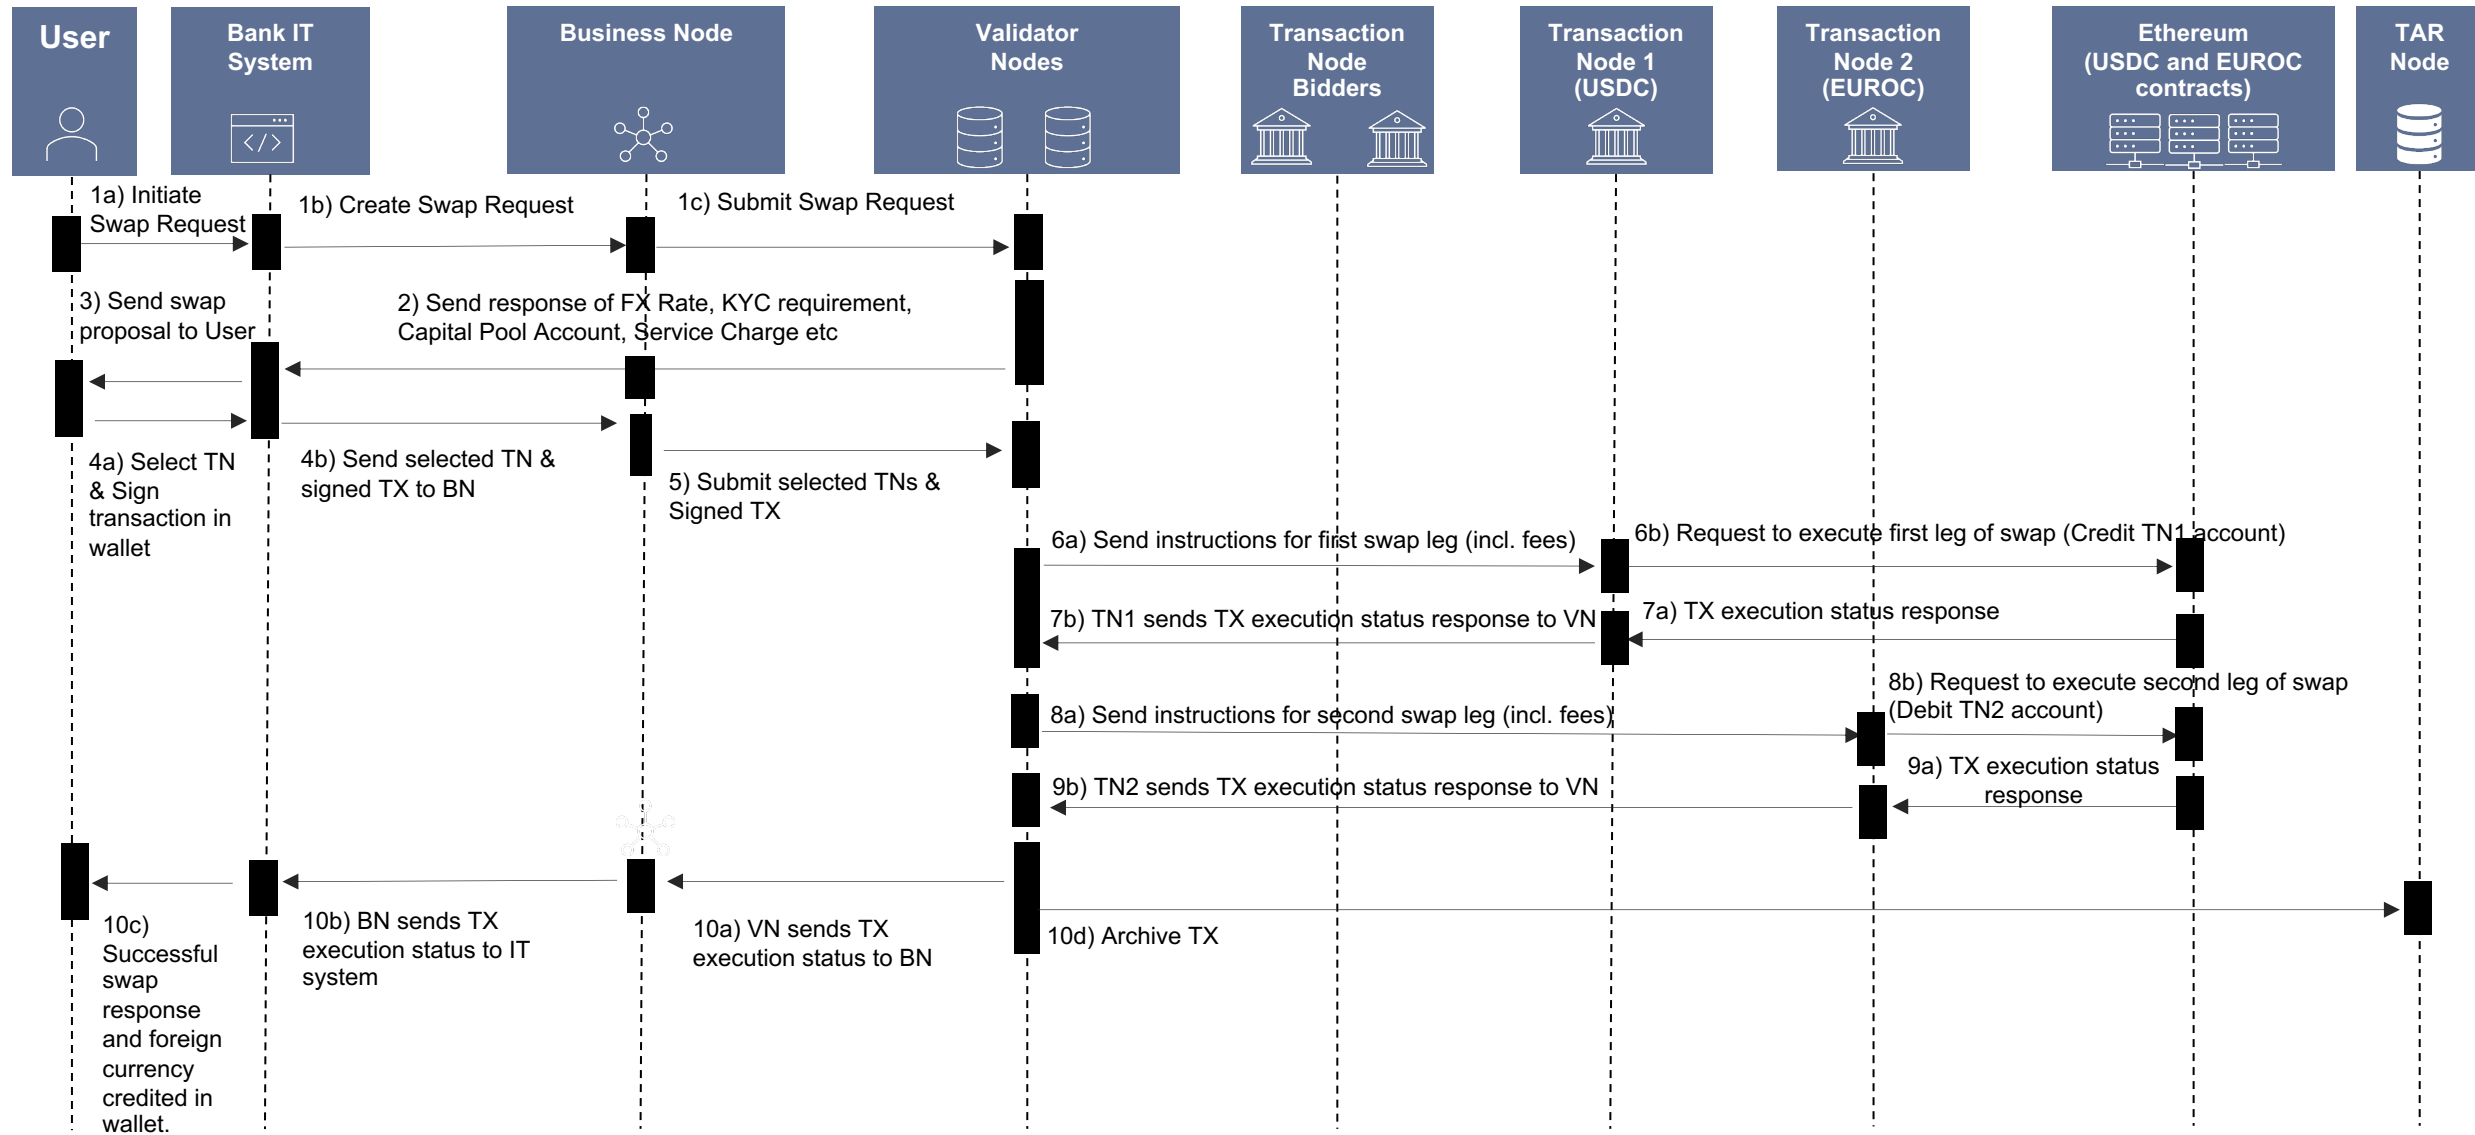 User
Bank IT
System
Business Node
Validator
Nodes
Transaction
Node
Bidders
Transaction
Node 1
(USDC)
Transaction
Node 2
(EUROC)
Ethereum
(USDC and EUROC
contracts)
TAR
Node
1a) Initiate
Swap Request
1b) Create Swap Request
1c) Submit Swap Request
3) Send swap
proposal to User
2) Send response of FX Rate, KYC requirement,
Capital Pool Account, Service Charge etc
4a) Select TN
& Sign
transaction in
wallet
4b) Send selected TN &
signed TX to BN
5) Submit selected TNs &
Signed TX
6a) Send instructions for first swap leg (incl. fees)
6b) Request to execute first leg of swap (Credit TN1 account)
7b) TN1 sends TX execution status response to VN
7a) TX execution status response
8a) Send instructions for second swap leg (incl. fees)
8b) Request to execute second leg of swap
(Debit TN2 account)
9b) TN2 sends TX execution status response to VN
9a) TX execution status
response
10c)
Successful
swap
response
and foreign
currency
credited in
wallet.
10b) BN sends TX
execution status to IT
system
10a) VN sends TX
execution status to BN
10d) Archive TX